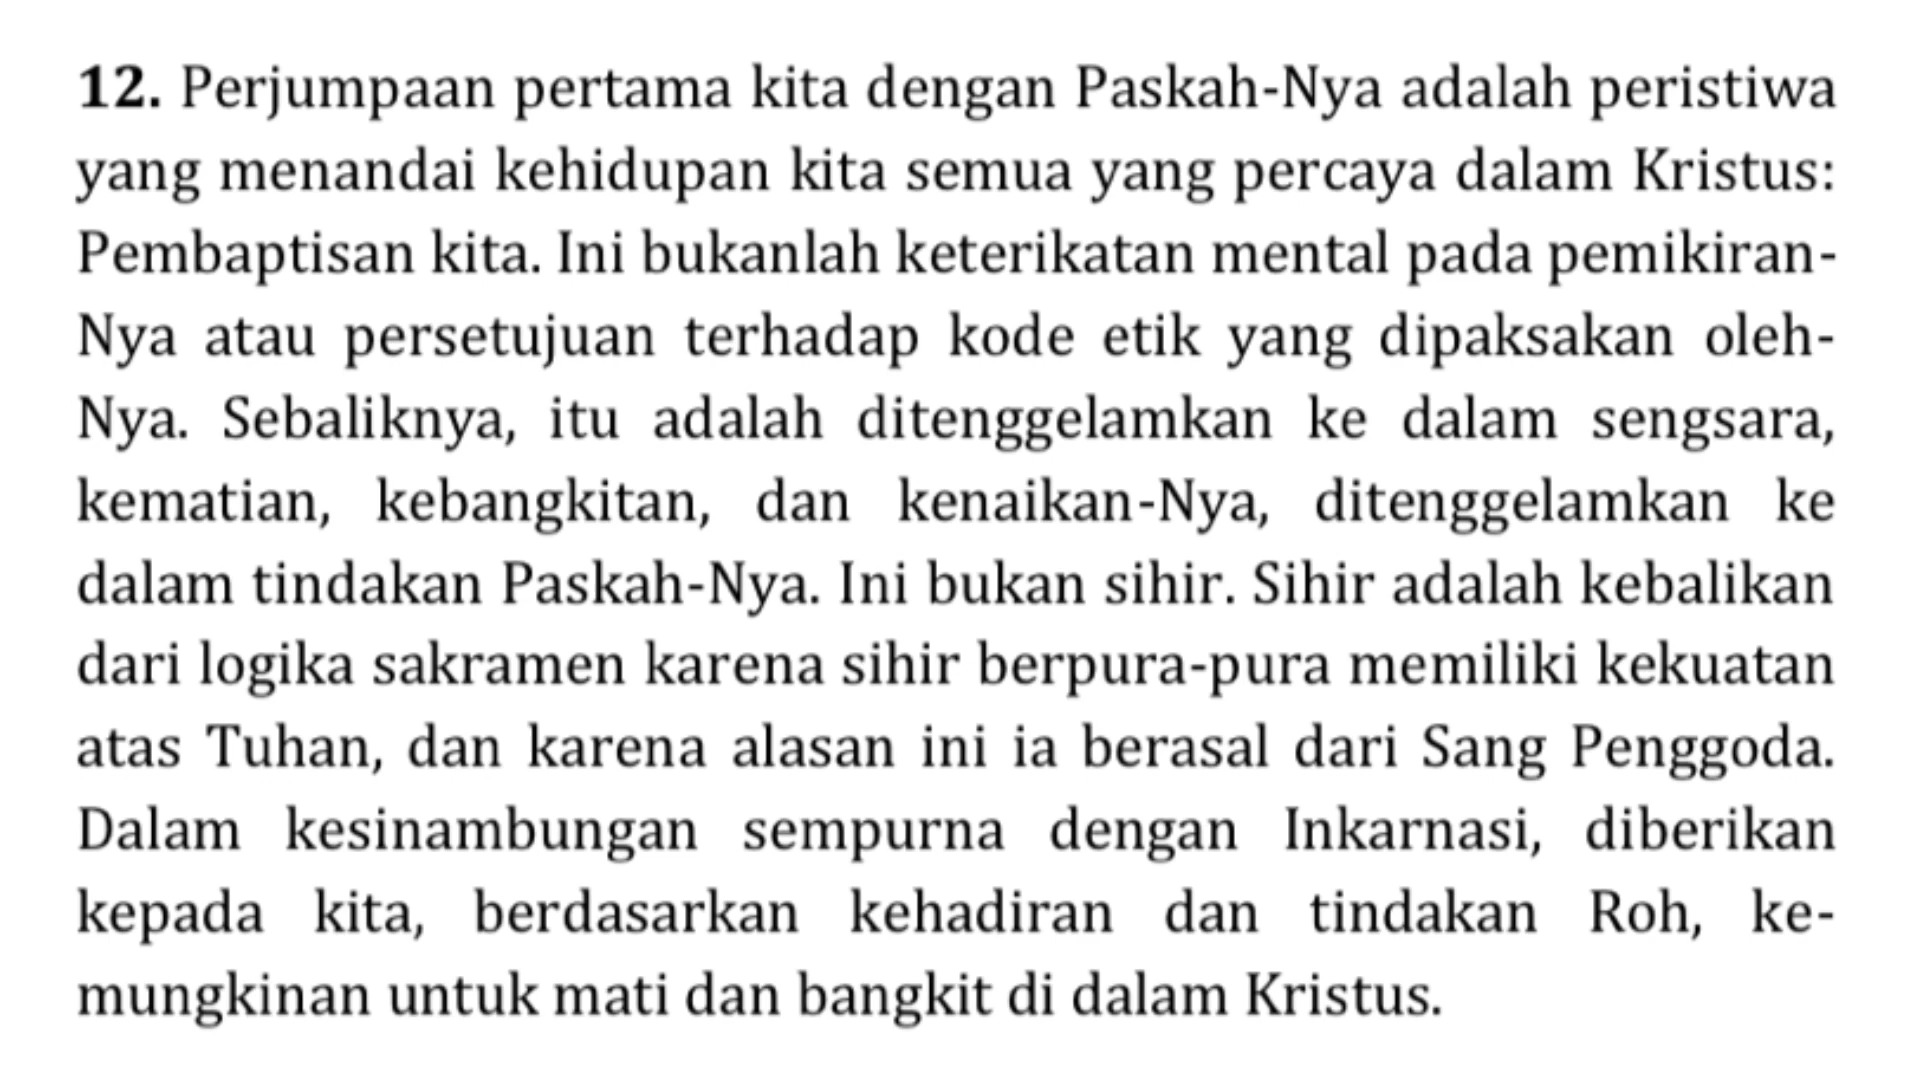 12. Perjumpaan pertama kita dengan Paskah-Nya adalah peristiwa
yang menandai kehidupan kita semua yang percaya dalam Kristus:
Pembaptisan kita. Ini bukanlah keterikatan mental pada pemikiran-
Nya atau persetujuan terhadap kode etik yang dipaksakan oleh-
Nya. Sebaliknya, itu adalah ditenggelamkan ke dalam sengsara,
kematian, kebangkitan, dan kenaikan-Nya, ditenggelamkan ke
dalam tindakan Paskah-Nya. Ini bukan sihir. Sihir adalah kebalikan
dari logika sakramen karena sihir berpura-pura memiliki kekuatan
atas Tuhan, dan karena alasan ini ia berasal dari Sang Penggoda.
Dalam kesinambungan sempurna dengan Inkarnasi, diberikan
kepada kita, berdasarkan kehadiran dan tindakan Roh, ke-
mungkinan untuk mati dan bangkit di dalam Kristus.